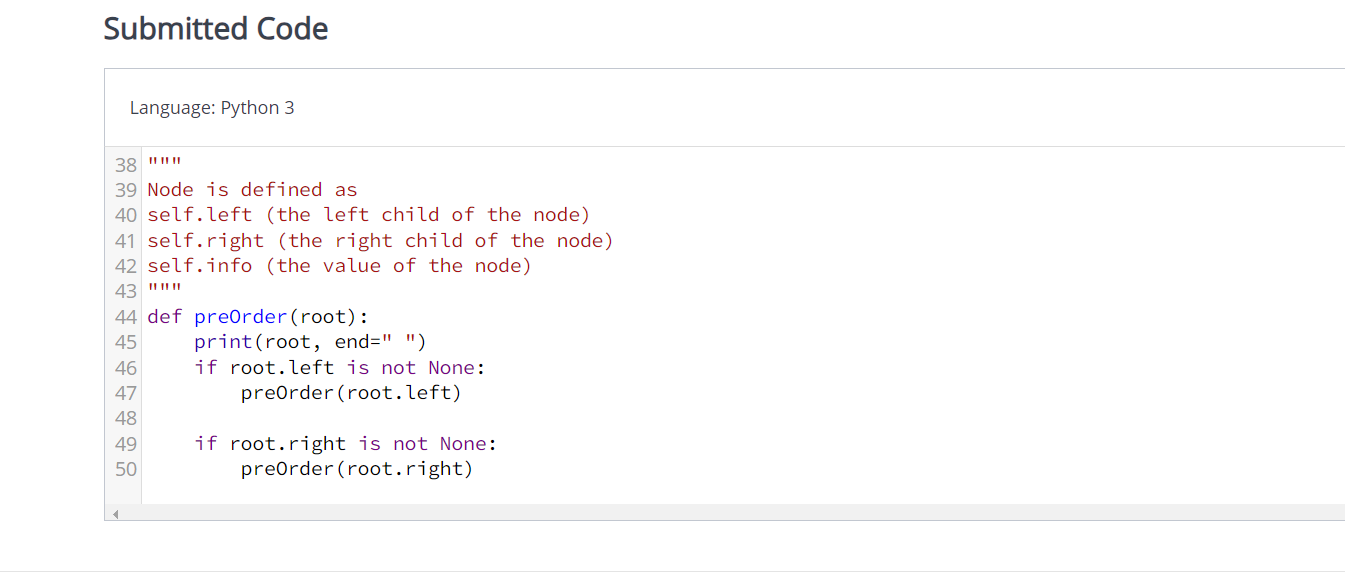 Submitted Code
Language: Python 3
38 """
39 Node is defined as
40 self.left (the left child of the node)
41 self.right (the right child of the node)
42 self.info (the value of the node)
43 """
44 def preOrder(root):
45     print(root, end=" ")
46     if root.left is not None:
47         preOrder(root.left)
48
49     if root.right is not None:
50         preOrder(root.right)